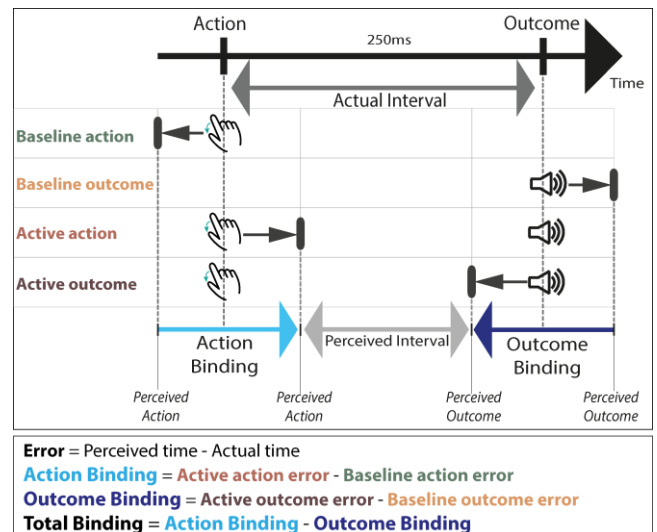 Action
Outcome
250ms
Time
Actual Interval
Baseline action
Baseline outcome
Active action
Active outcome
Action
Binding
Perceived Interval
Outcome
Binding
Perceived
Action
Perceived
Action
Perceived
Outcome
Perceived
Outcome
Error = Perceived time - Actual time
Action Binding = Active action error - Baseline action error
Outcome Binding = Active outcome error - Baseline outcome error
Total Binding = Action Binding - Outcome Binding